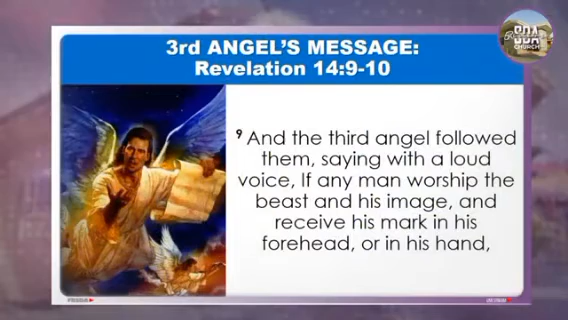 3rd ANGEL'S MESSAGE:
Revelation 14:9-10
9 And the third angel followed
them, saying with a loud
voice, If any man worship the
beast and his image, and
receive his mark in his
forehead, or in his hand,
SDA
CHURCH